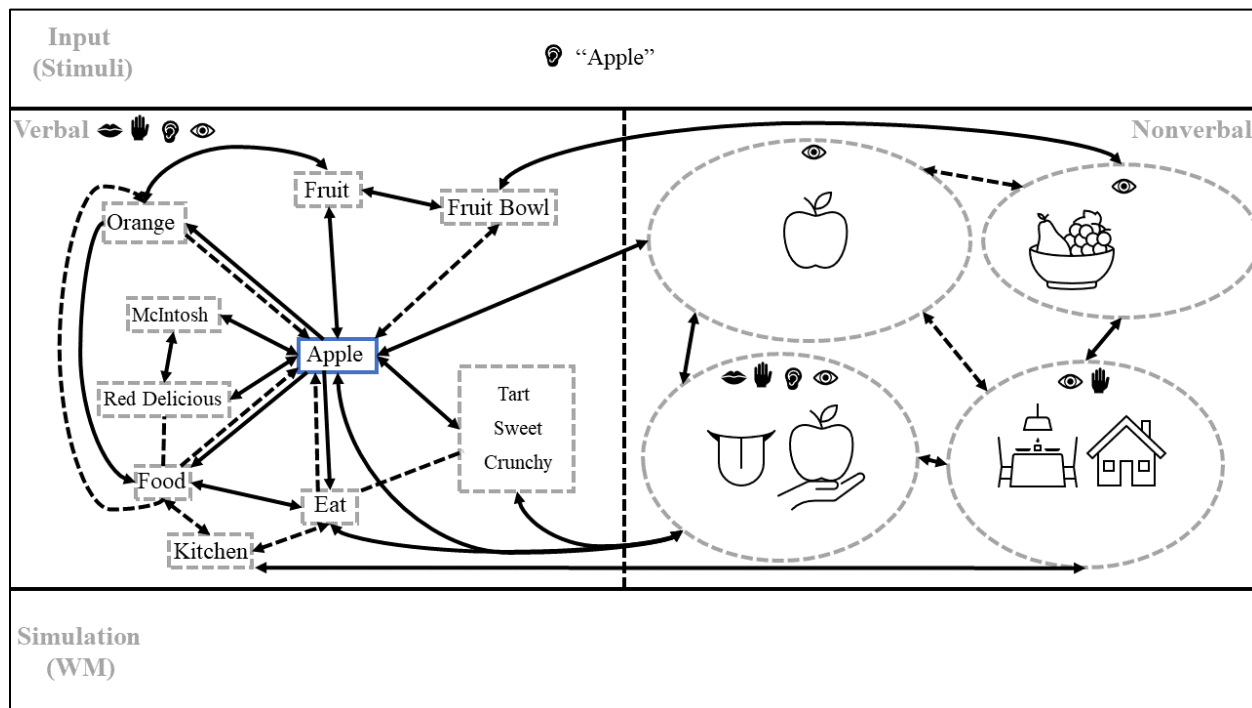 Input
(Stimuli)
“Apple”
Verbal
Nonverbal
Fruit
Fruit Bowl
Orange
McIntosh
Apple
Red Delicious
Tart
Sweet
Crunchy
Food
Eat
Kitchen
Simulation
(WM)